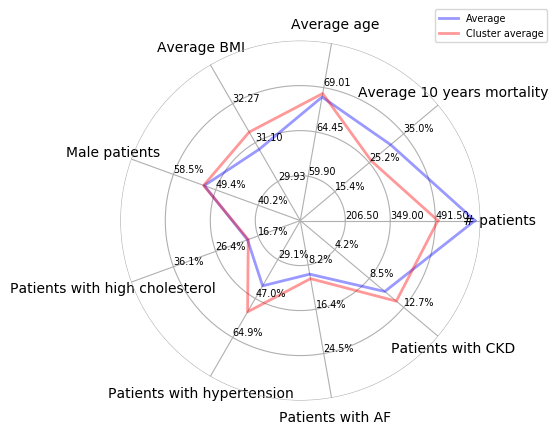 Average
Cluster average
Average age
Average BMI
69.01
Average 10 years mortality
32.27
35.0%
64.45
31.10
25.2%
Male patients
58.5%
59.90
29.93
49.4%
15.4%
40.2%
206.50 349.00 491.50
# patients
16.7%
4.2%
26.4%
29.1%
8.2%
36.1%
8.5%
Patients with high cholesterol
47.0%
16.4%
12.7%
64.9%
24.5%
Patients with CKD
Patients with hypertension
Patients with AF